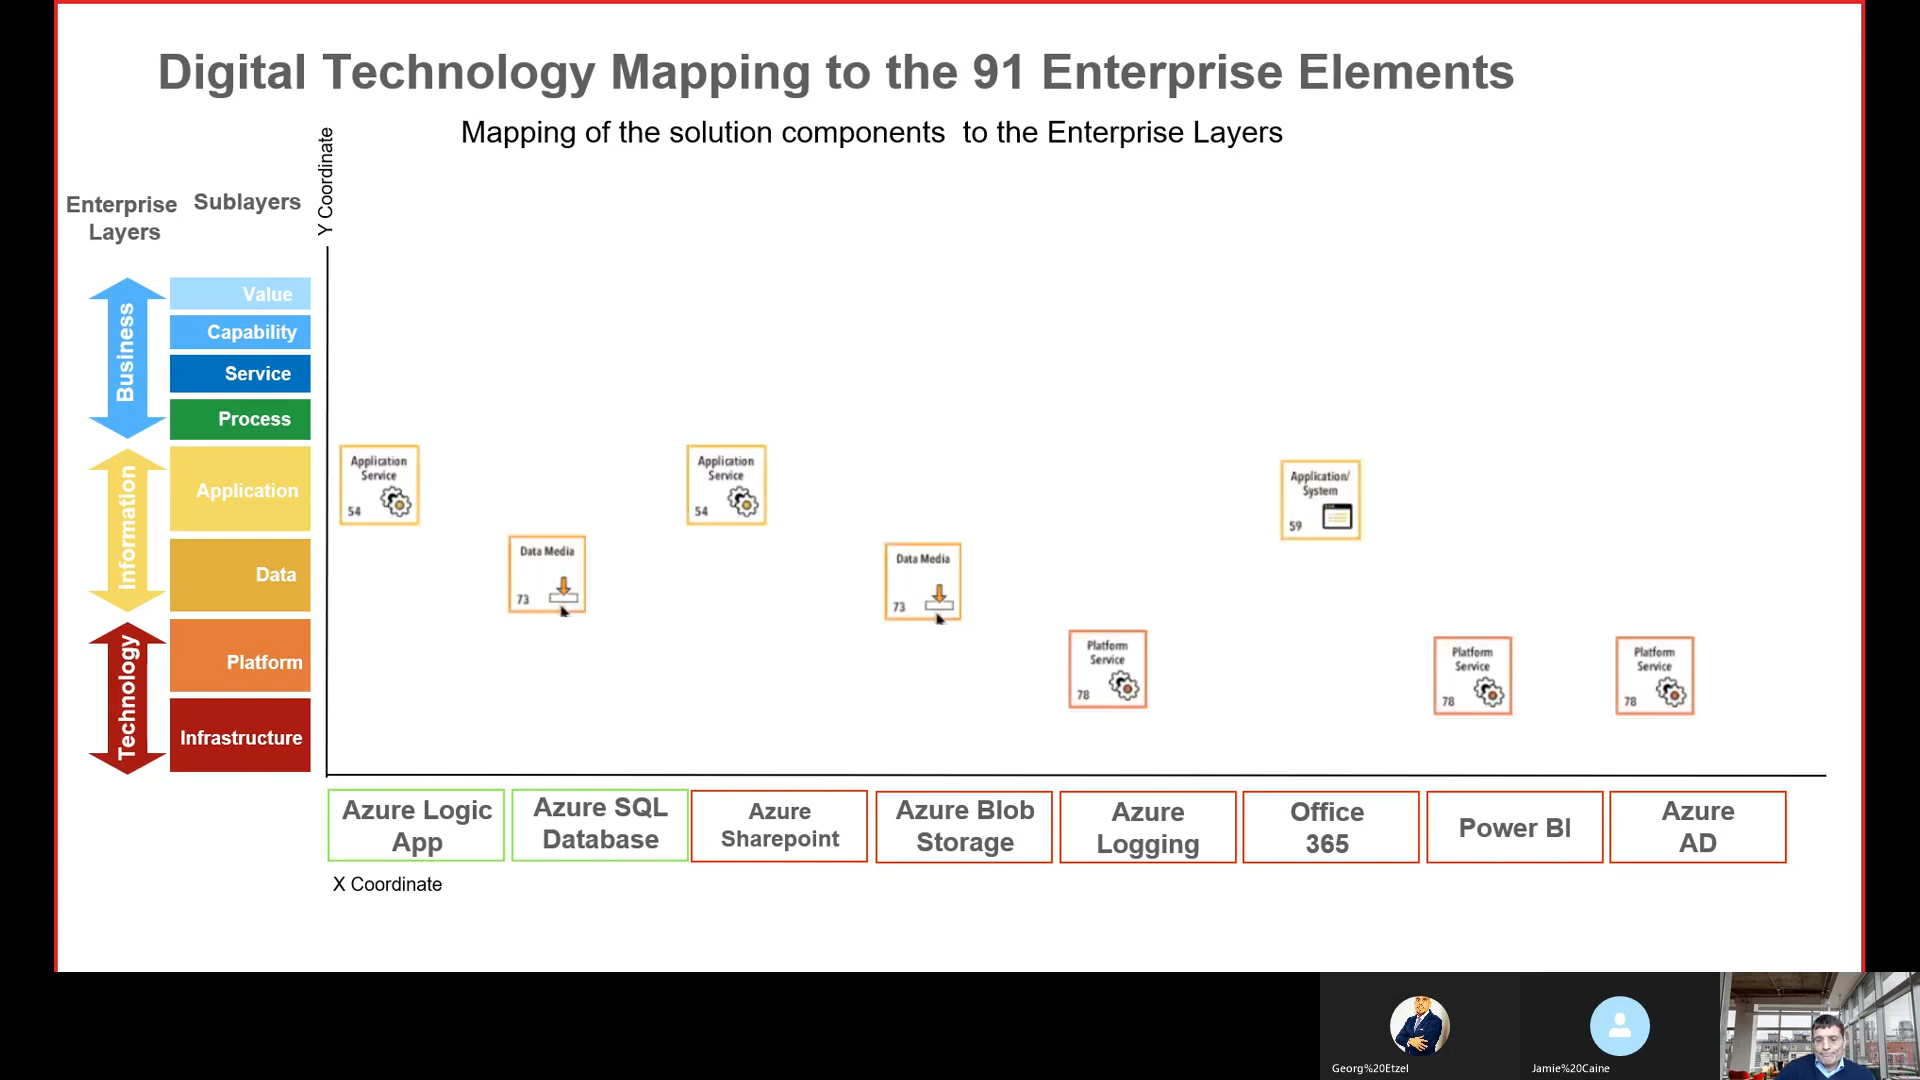 Digital Technology Mapping to the 91 Enterprise Elements
Mapping of the solution components  to the Enterprise Layers
Y Coordinate
Enterprise
Layers
Sublayers
Business
Information
Technology
Value
Capability
Service
Process
Application
Data
Platform
Infrastructure
Application
Service
54
Data Media
73
Application
Service
54
Data Media
73
Platform
Service
78
Application/
System
59
Platform
Service
78
Platform
Service
78
Azure Logic
App
Azure SQL
Database
Azure
Sharepoint
Azure Blob
Storage
Azure
Logging
Office
365
Power BI
Azure
AD
X Coordinate
Georg%20Etzel
Jamie%20Caine